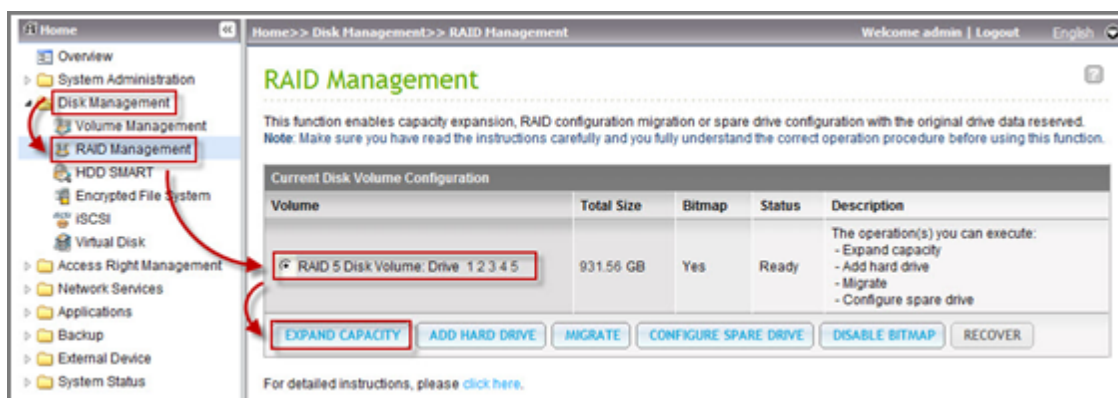 Home
Home>> Disk Management>> RAID Management
Welcome admin | Logout
English
Overview
System Administration
Disk Management
Volume Management
RAID Management
HDD SMART
Encrypted File System
iSCSI
Virtual Disk
Access Right Management
Network Services
Applications
Backup
External Device
System Status
RAID Management
This function enables capacity expansion, RAID configuration migration or spare drive configuration with the original drive data reserved.
Note: Make sure you have read the instructions carefully and you fully understand the correct operation procedure before using this function.
Current Disk Volume Configuration
Volume Total Size Bitmap Status Description
RAID 5 Disk Volume: Drive 1 2 3 4 5 931.56 GB Yes Ready
The operation(s) you can execute:
- Expand capacity
- Add hard drive
- Migrate
- Configure spare drive
EXPAND CAPACITY ADD HARD DRIVE MIGRATE CONFIGURE SPARE DRIVE DISABLE BITMAP RECOVER
For detailed instructions, please click here.